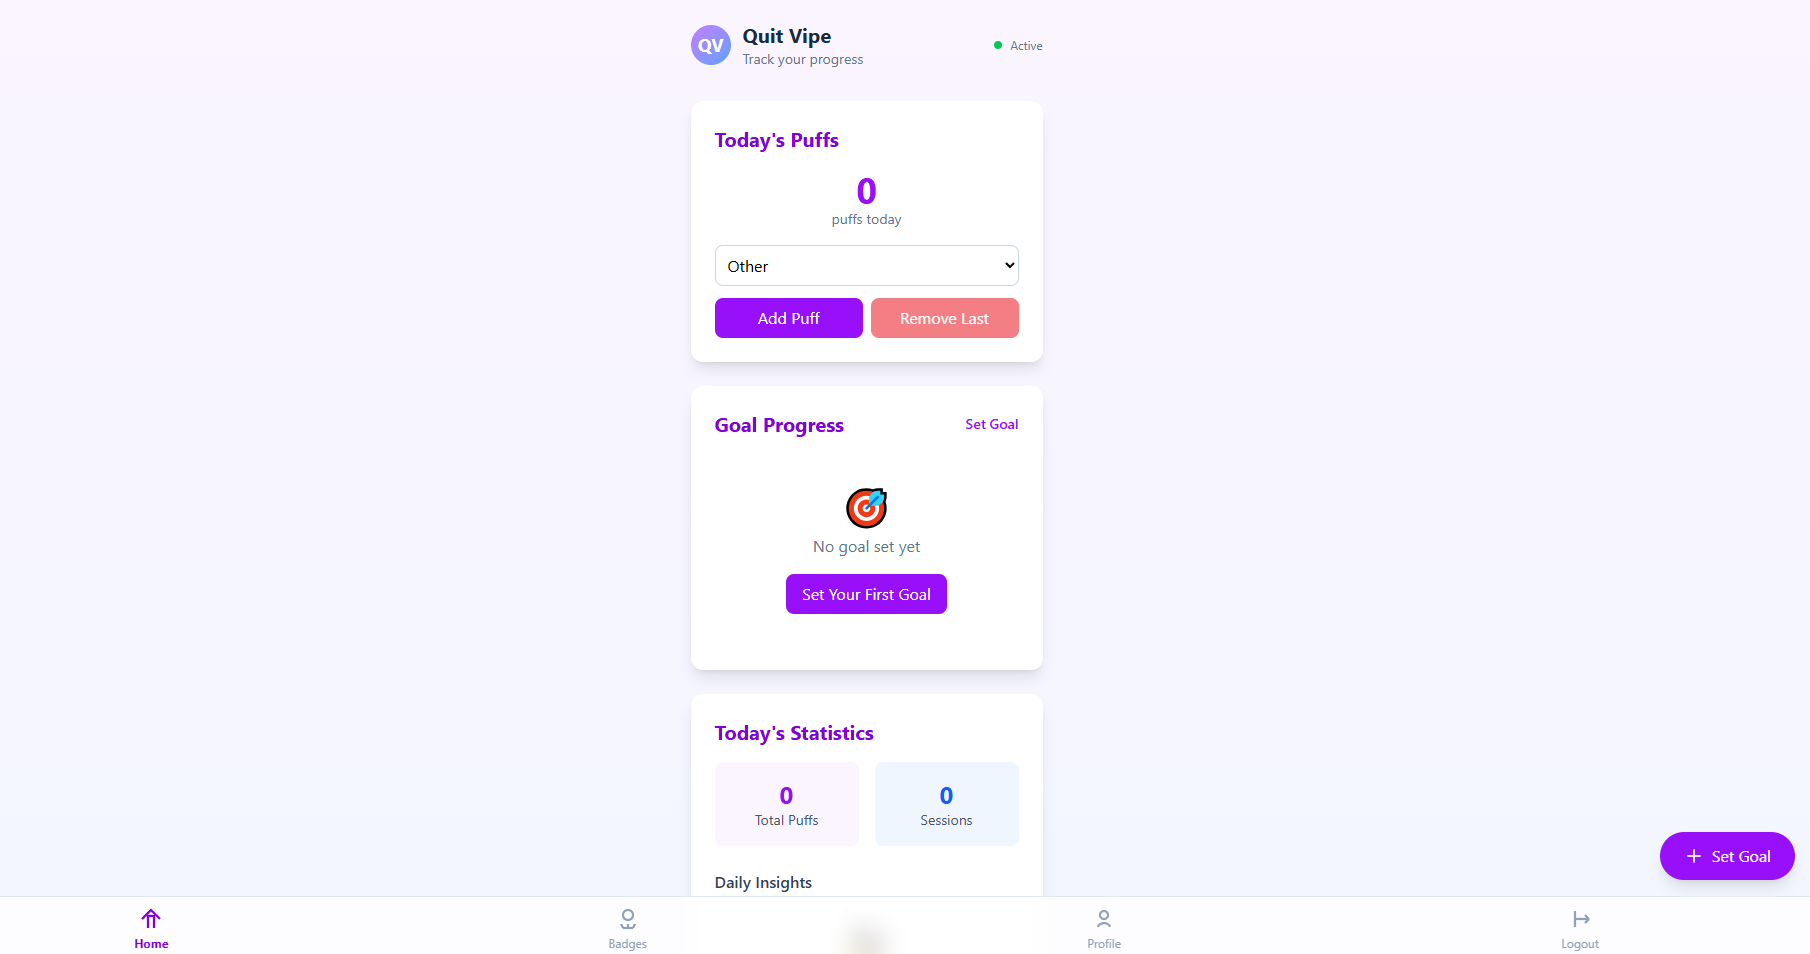 QV
Quit Vipe
Track your progress
Active
Today's Puffs
0
puffs today
Other
Add Puff
Remove Last
Goal Progress
Set Goal
No goal set yet
Set Your First Goal
Today's Statistics
0
Total Puffs
0
Sessions
Daily Insights
+ Set Goal
Home
Badges
Profile
Logout